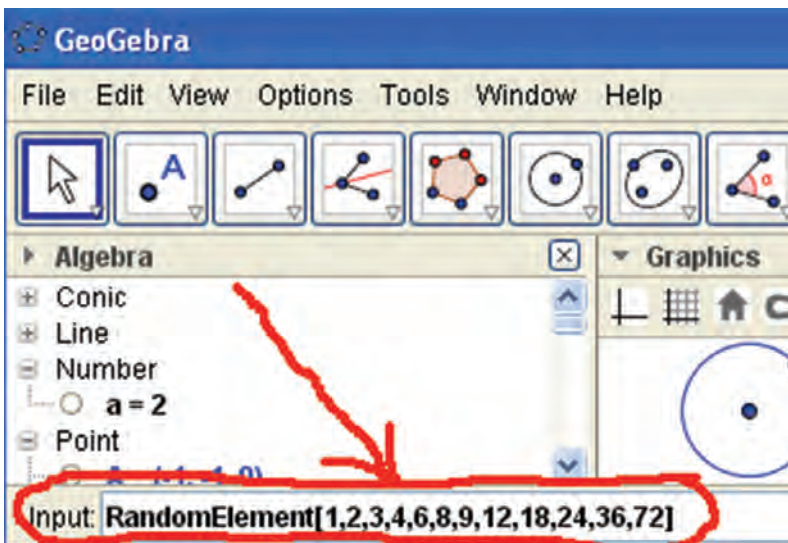 GeoGebra
File Edit View Options Tools Window Help
A
α
Algebra
Graphics
Conic
Line
Number
a = 2
Point
Input: RandomElement[1,2,3,4,6,8,9,12,18,24,36,72]